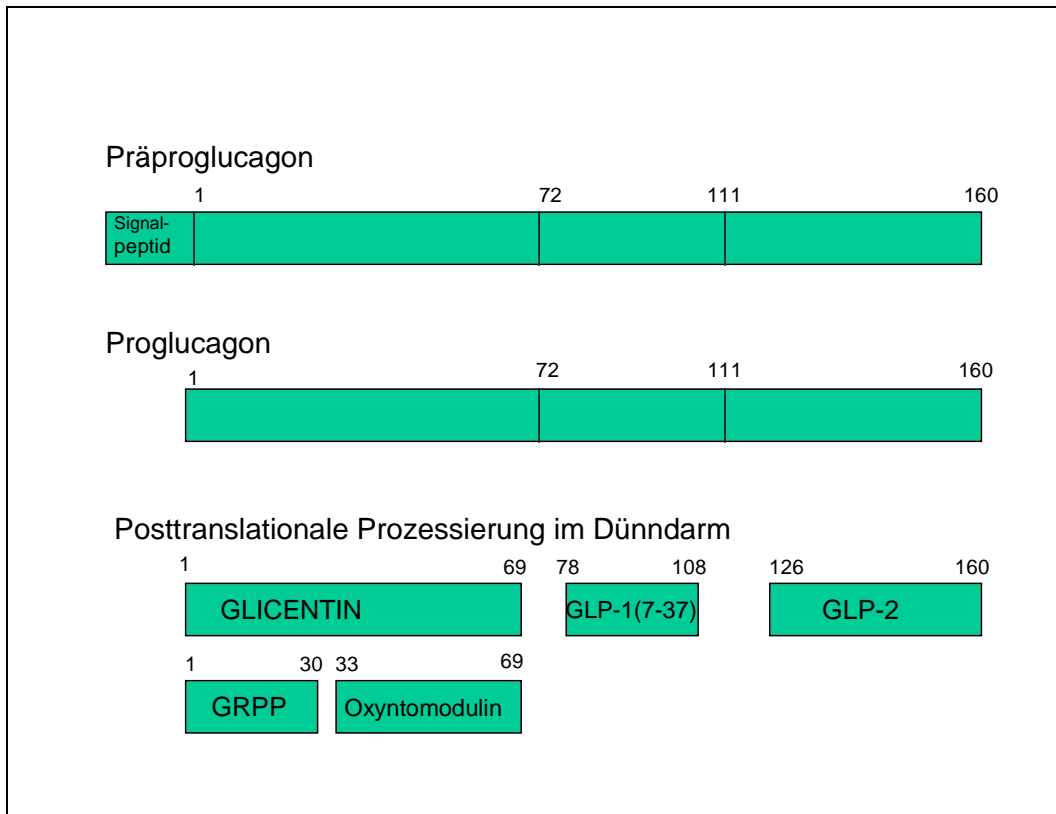 Präproglucagon
1 72 111 160
Signal-
peptid
Proglucagon
1 72 111 160
Posttranslationale Prozessierung im Dünndarm
1 69 78 108 126 160
GLICENTIN GLP-1(7-37) GLP-2
1 30 33 69
GRPP Oxyntomodulin